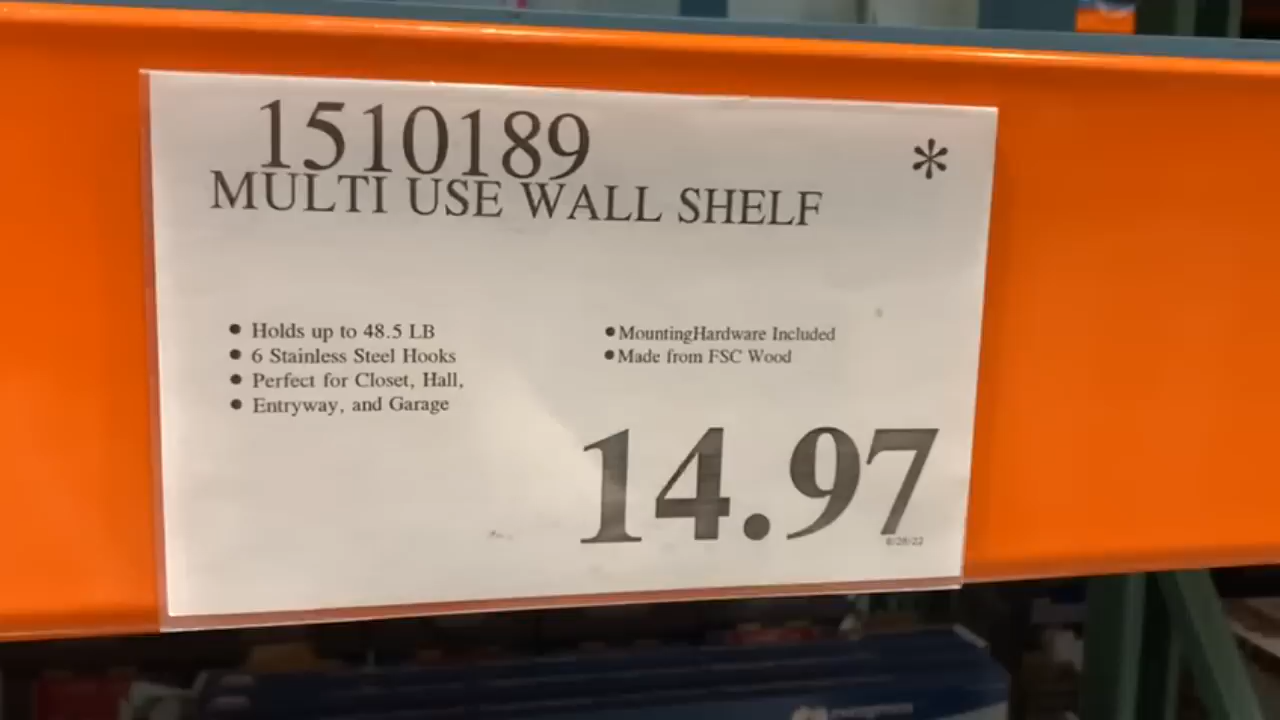 1510189
*
MULTI USE WALL SHELF
• Holds up to 48.5 LB
• 6 Stainless Steel Hooks
• Perfect for Closet, Hall,
• Entryway, and Garage
•MountingHardware Included
•Made from FSC Wood
14.97